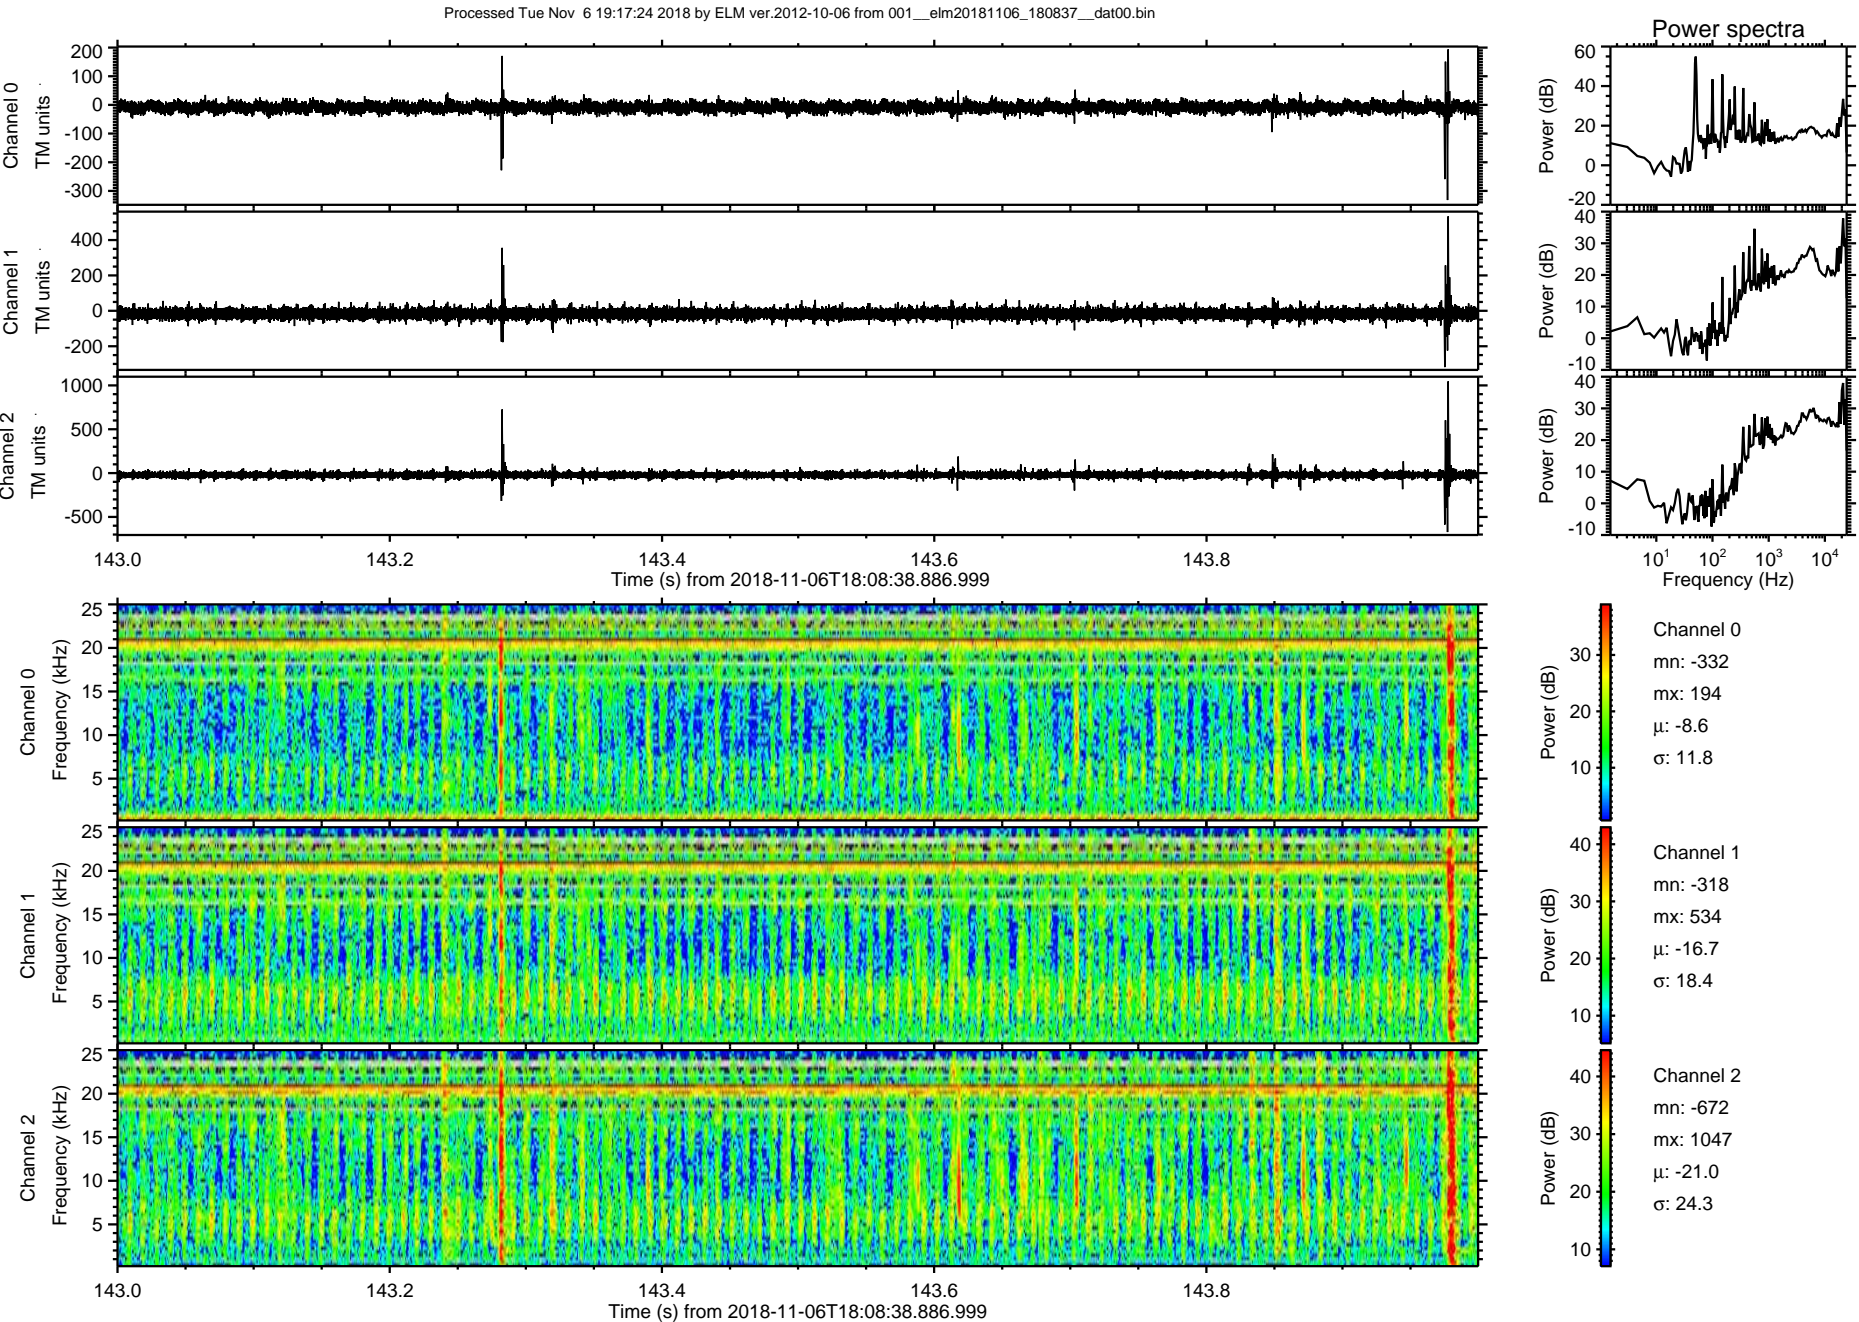 Processed Tue Nov  6 19:17:24 2018 by ELM ver.2012-10-06 from 001__elm20181106_180837__dat00.bin
Power spectra
Channel 0
TM units
200
100
0
-100
-200
-300
Power (dB)
60
40
20
0
-20
Channel 1
TM units
400
200
0
-200
Power (dB)
40
30
20
10
0
-10
Channel 2
TM units
1000
500
0
-500
Power (dB)
40
30
20
10
0
-10
143.0 143.2 143.4 143.6 143.8
Time (s) from 2018-11-06T18:08:38.886.999
10^1 10^2 10^3 10^4
Frequency (Hz)
Channel 0
Frequency (kHz)
25
20
15
10
5
Power (dB)
30
20
10
Channel 0
mn: -332
mx: 194
μ: -8.6
σ: 11.8
Channel 1
Frequency (kHz)
25
20
15
10
5
Power (dB)
40
30
20
10
Channel 1
mn: -318
mx: 534
μ: -16.7
σ: 18.4
Channel 2
Frequency (kHz)
25
20
15
10
5
Power (dB)
40
30
20
10
Channel 2
mn: -672
mx: 1047
μ: -21.0
σ: 24.3
143.0 143.2 143.4 143.6 143.8
Time (s) from 2018-11-06T18:08:38.886.999